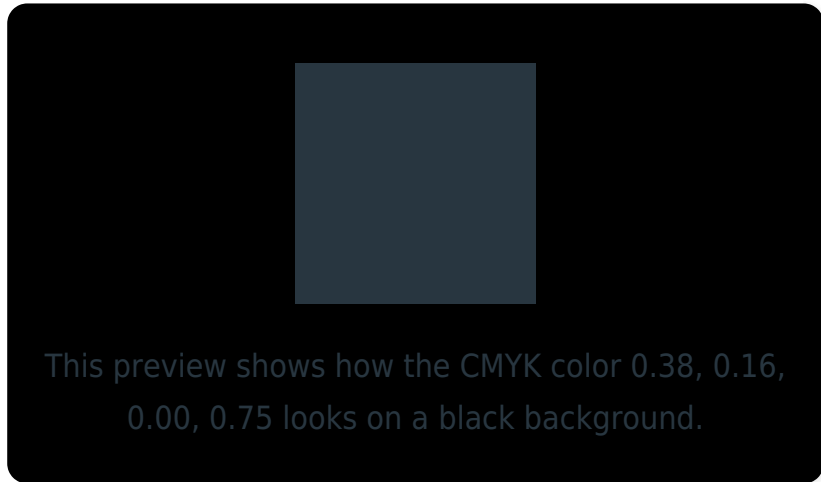 This preview shows how the CMYK color 0.38, 0.16,
0.00, 0.75 looks on a black background.